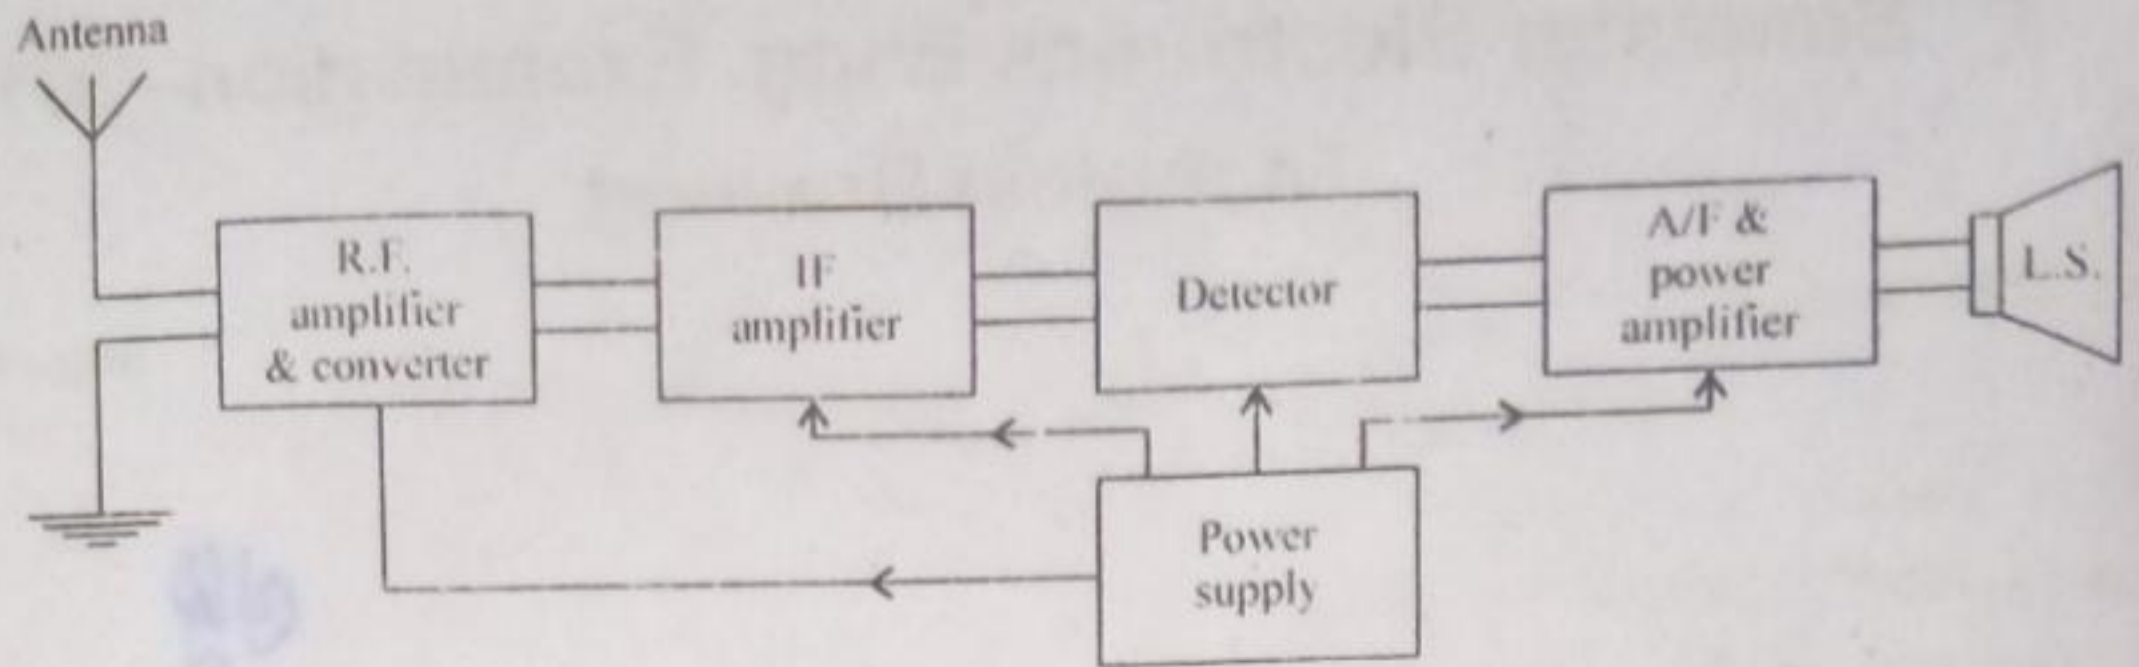 Antenna
R.F.
amplifier
& converter
IF
amplifier
Detector
A/F &
power
amplifier
L.S.
Power
supply